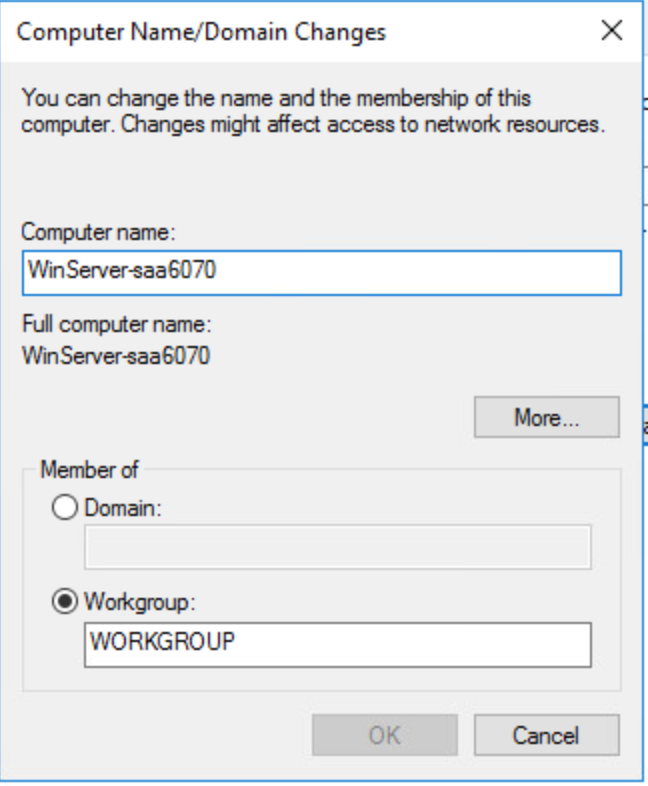 Computer Name/Domain Changes
You can change the name and the membership of this
computer. Changes might affect access to network resources.
Computer name:
WinServer-saa6070
Full computer name:
WinServer-saa6070
More...
Member of
Domain:
Workgroup:
WORKGROUP
OK
Cancel